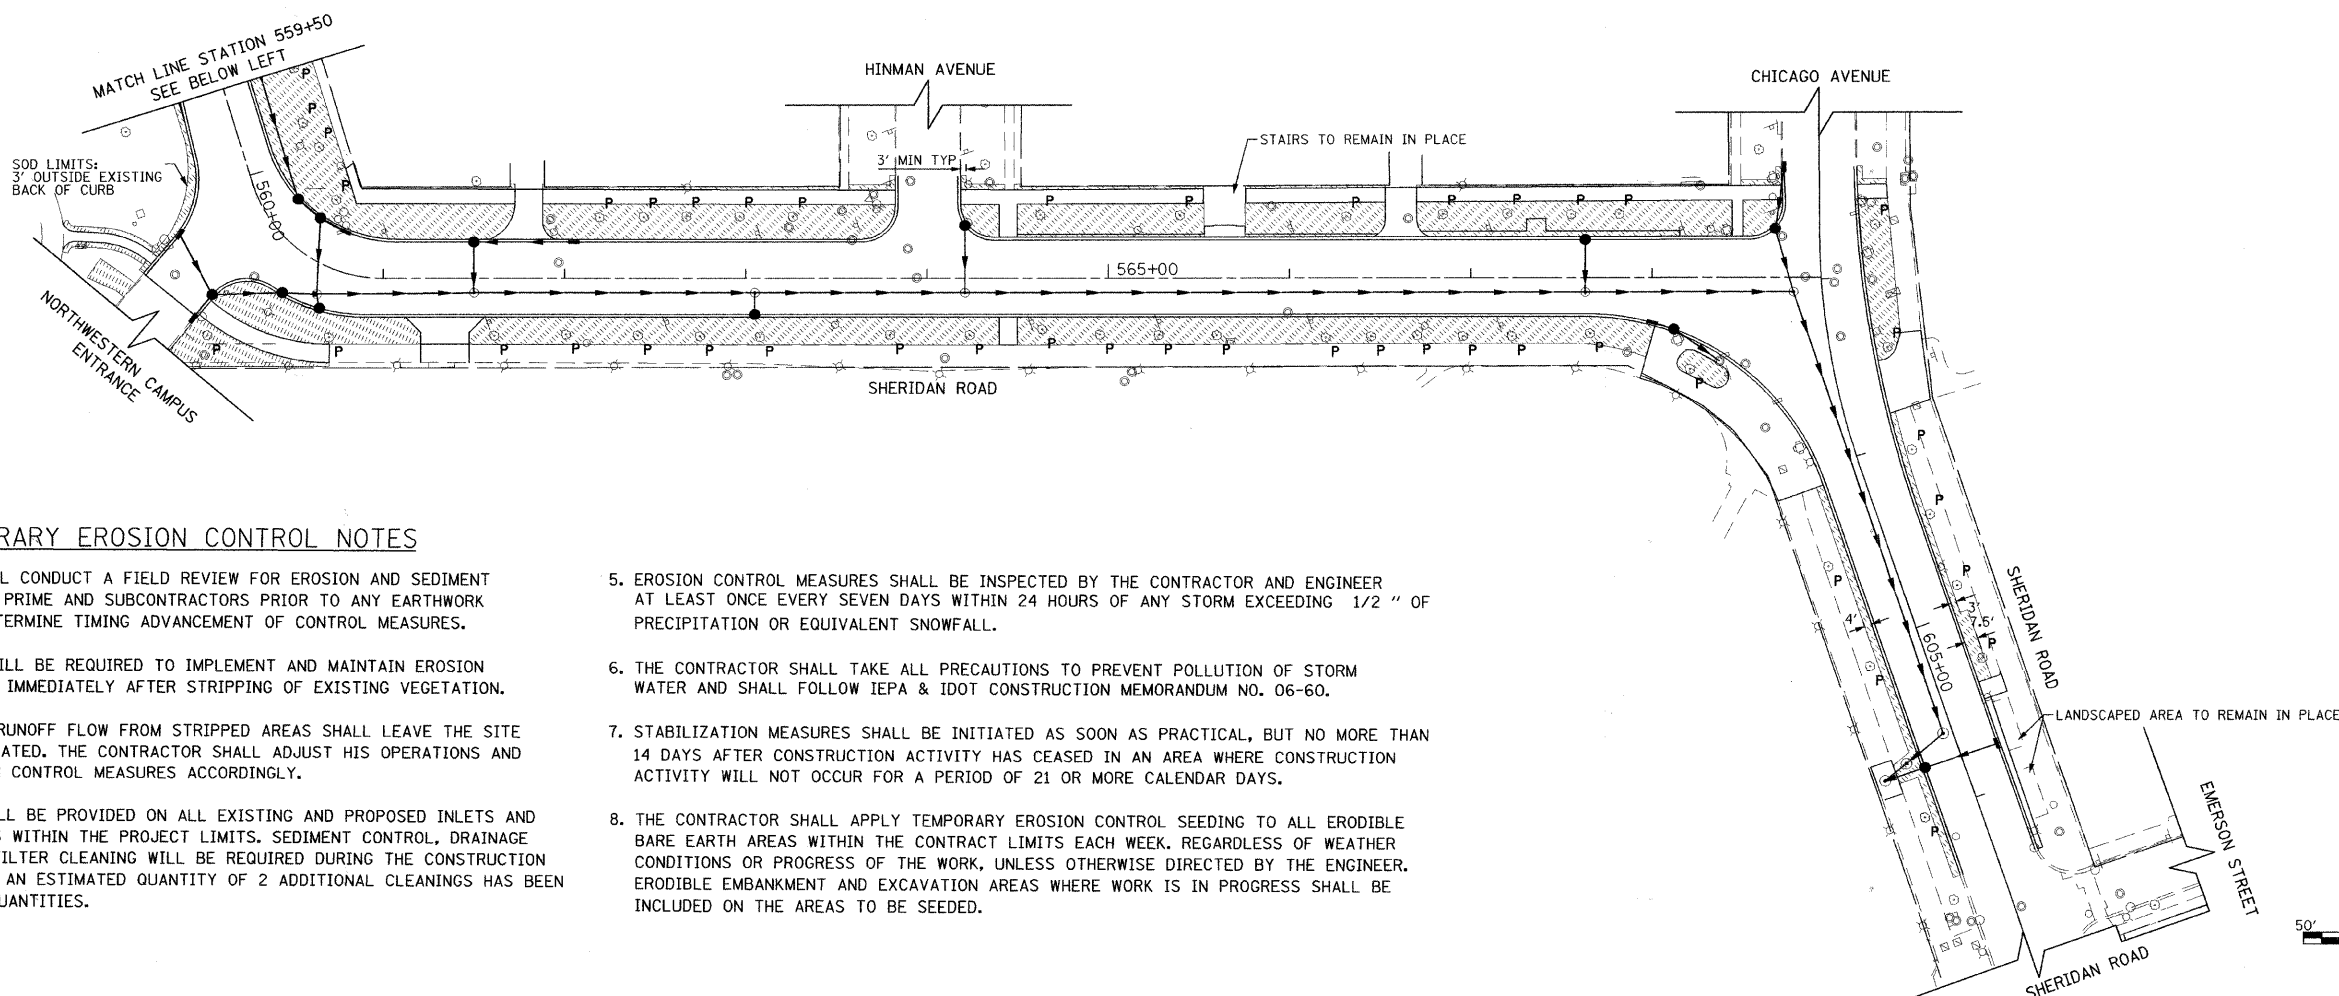 MATCH LINE STATION 559+50
SEE BELOW LEFT
HINMAN AVENUE
CHICAGO AVENUE
SOD LIMITS:
3' OUTSIDE EXISTING
BACK OF CURB
3' MIN TYP
STAIRS TO REMAIN IN PLACE
560+00
565+00
NORTHWESTERN CAMPUS
ENTRANCE
SHERIDAN ROAD
P P P P P P P P P P P P P P P P P P P P P P P P P P P P P P P P P P P P P P P P P P P
4'
3'
7.5'
605+00
SHERIDAN ROAD
LANDSCAPED AREA TO REMAIN IN PLACE
EMERSON STREET
SHERIDAN ROAD
50'
RARY EROSION CONTROL NOTES
L CONDUCT A FIELD REVIEW FOR EROSION AND SEDIMENT
PRIME AND SUBCONTRACTORS PRIOR TO ANY EARTHWORK
TERMINE TIMING ADVANCEMENT OF CONTROL MEASURES.
ILL BE REQUIRED TO IMPLEMENT AND MAINTAIN EROSION
IMMEDIATELY AFTER STRIPPING OF EXISTING VEGETATION.
RUNOFF FLOW FROM STRIPPED AREAS SHALL LEAVE THE SITE
ATED. THE CONTRACTOR SHALL ADJUST HIS OPERATIONS AND
CONTROL MEASURES ACCORDINGLY.
LL BE PROVIDED ON ALL EXISTING AND PROPOSED INLETS AND
WITHIN THE PROJECT LIMITS. SEDIMENT CONTROL, DRAINAGE
ILTER CLEANING WILL BE REQUIRED DURING THE CONSTRUCTION
AN ESTIMATED QUANTITY OF 2 ADDITIONAL CLEANINGS HAS BEEN
UANTITIES.
5. EROSION CONTROL MEASURES SHALL BE INSPECTED BY THE CONTRACTOR AND ENGINEER
AT LEAST ONCE EVERY SEVEN DAYS WITHIN 24 HOURS OF ANY STORM EXCEEDING 1/2 " OF
PRECIPITATION OR EQUIVALENT SNOWFALL.
6. THE CONTRACTOR SHALL TAKE ALL PRECAUTIONS TO PREVENT POLLUTION OF STORM
WATER AND SHALL FOLLOW IEPA & IDOT CONSTRUCTION MEMORANDUM NO. 06-60.
7. STABILIZATION MEASURES SHALL BE INITIATED AS SOON AS PRACTICAL, BUT NO MORE THAN
14 DAYS AFTER CONSTRUCTION ACTIVITY HAS CEASED IN AN AREA WHERE CONSTRUCTION
ACTIVITY WILL NOT OCCUR FOR A PERIOD OF 21 OR MORE CALENDAR DAYS.
8. THE CONTRACTOR SHALL APPLY TEMPORARY EROSION CONTROL SEEDING TO ALL ERODIBLE
BARE EARTH AREAS WITHIN THE CONTRACT LIMITS EACH WEEK. REGARDLESS OF WEATHER
CONDITIONS OR PROGRESS OF THE WORK, UNLESS OTHERWISE DIRECTED BY THE ENGINEER.
ERODIBLE EMBANKMENT AND EXCAVATION AREAS WHERE WORK IS IN PROGRESS SHALL BE
INCLUDED ON THE AREAS TO BE SEEDED.